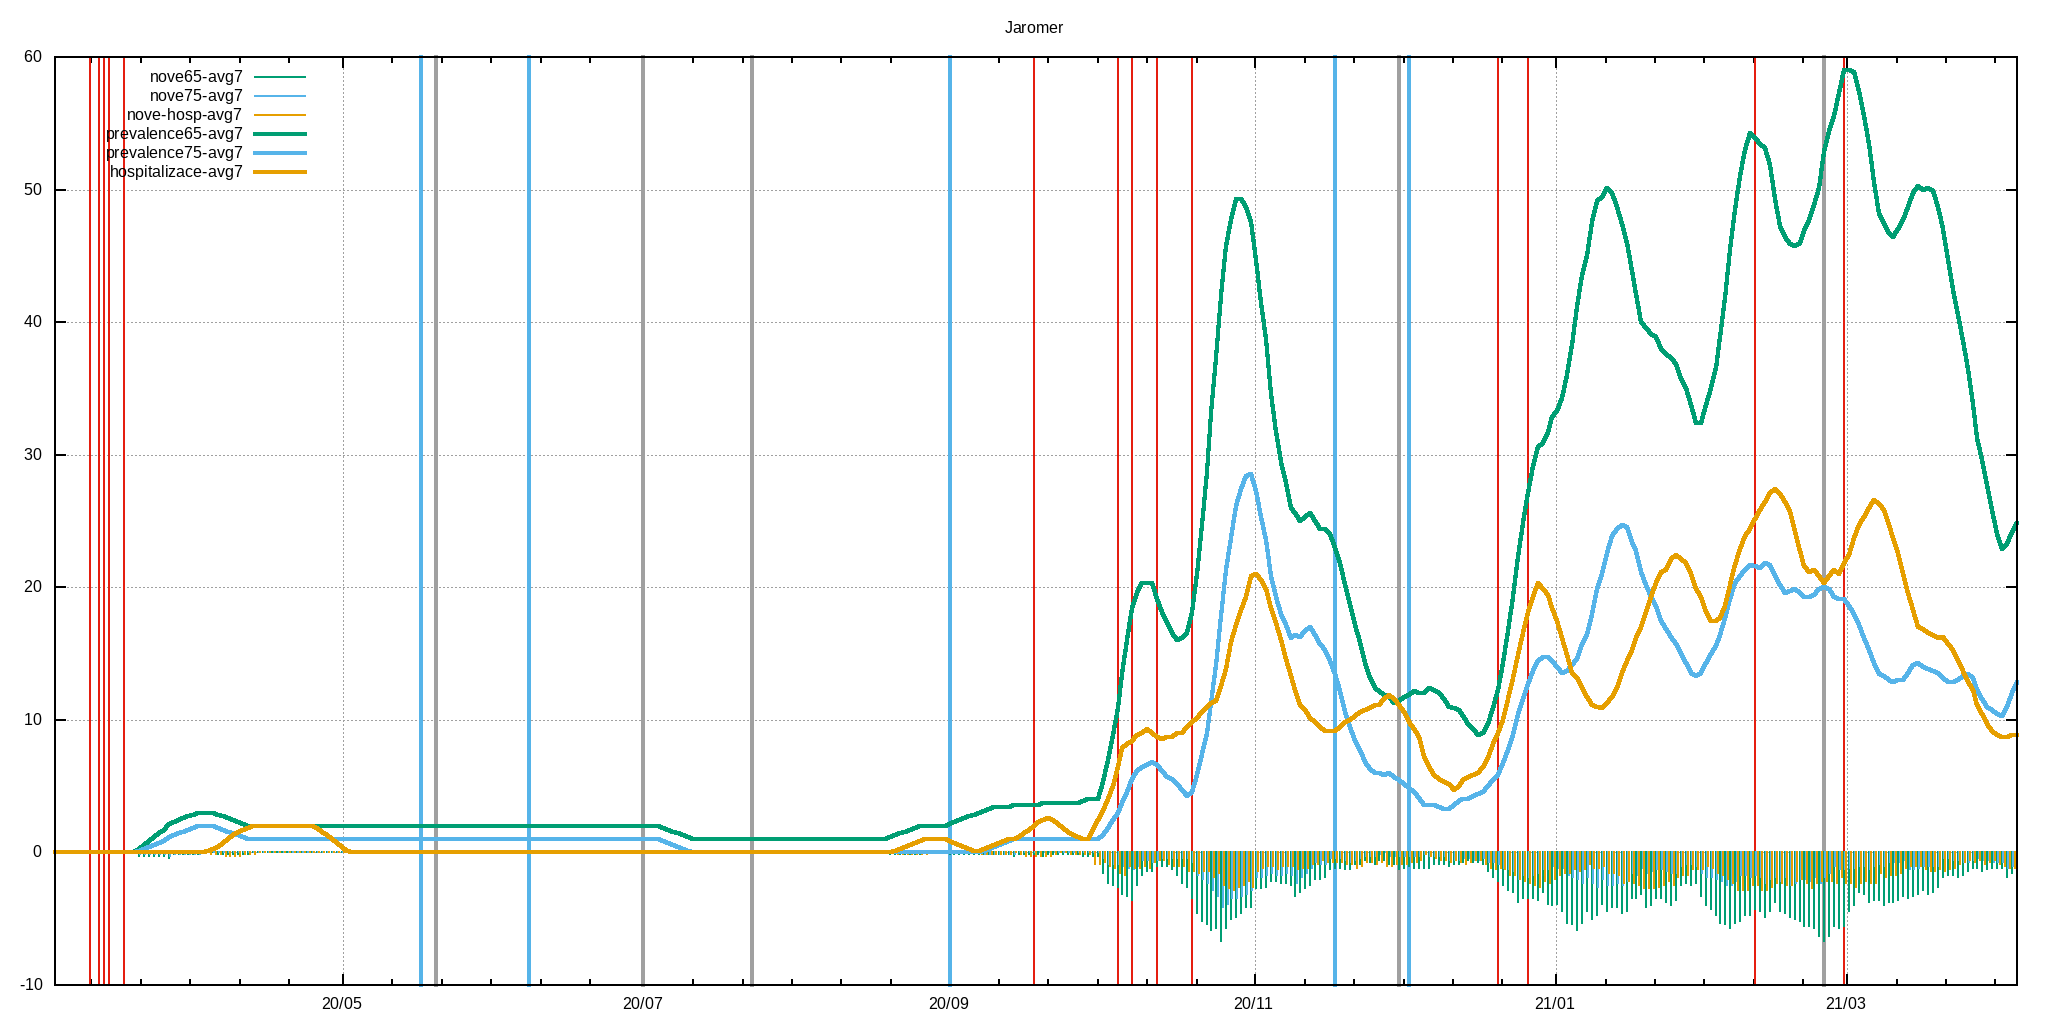 Jaromer
60
nove65-avg7
nove75-avg7
nove-hosp-avg7
prevalence65-avg7
prevalence75-avg7
hospitalizace-avg7
50
40
30
20
10
0
-10
20/05 20/07 20/09 20/11 21/01 21/03